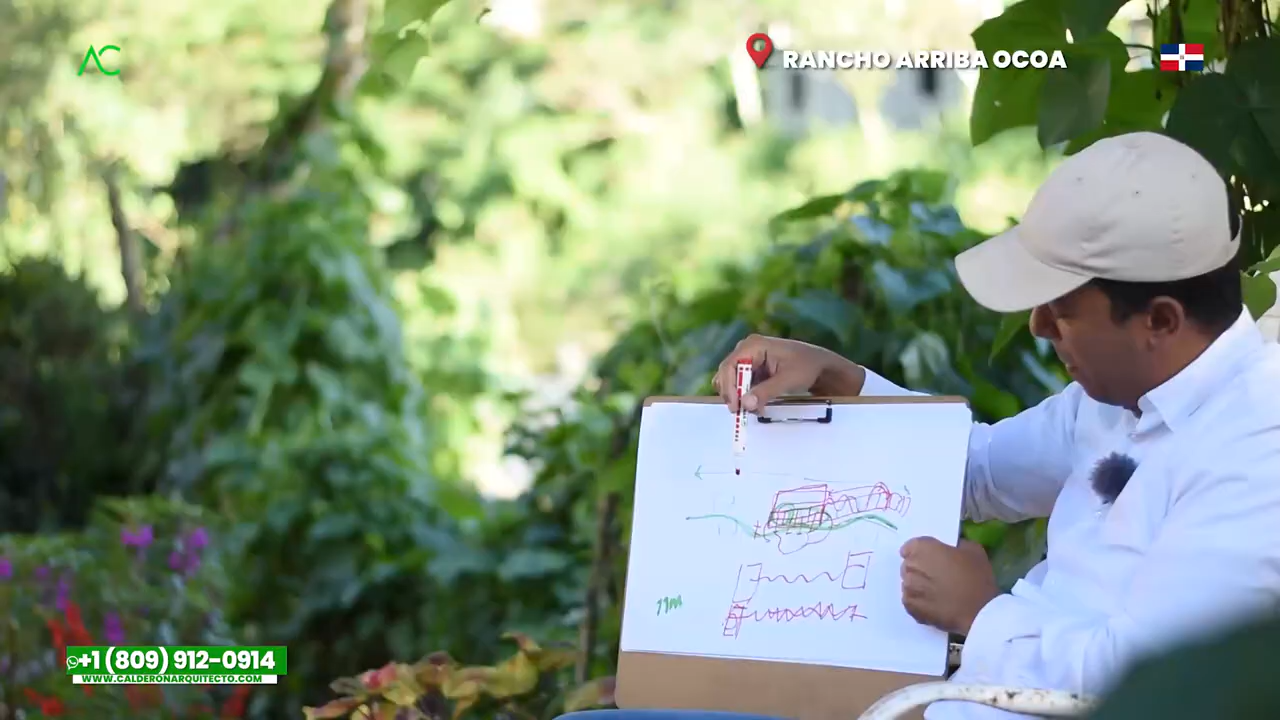 AC
RANCHO ARRIBA OCOA
11m
+1 (809) 912-0914
WWW.CALDERONARQUITECTO.COM